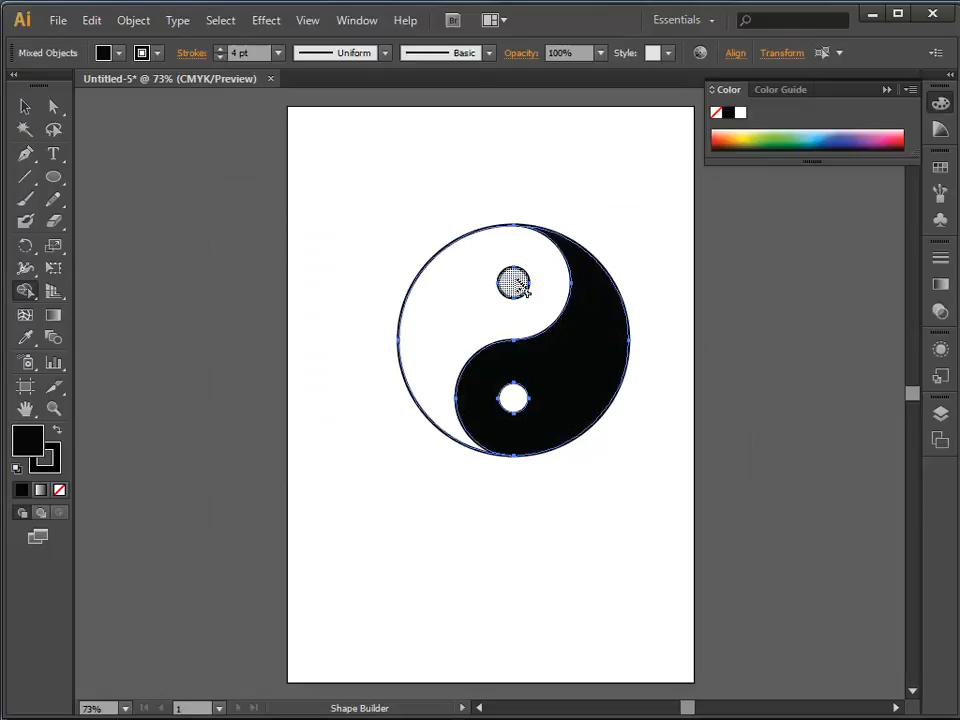 Ai File Edit Object Type Select Effect View Window Help Br Essentials
Mixed Objects Stroke: 4 pt Uniform Basic Opacity: 100% Style: Align Transform
Untitled-5* @ 73% (CMYK/Preview)
Color Color Guide
T
73% 1 Shape Builder